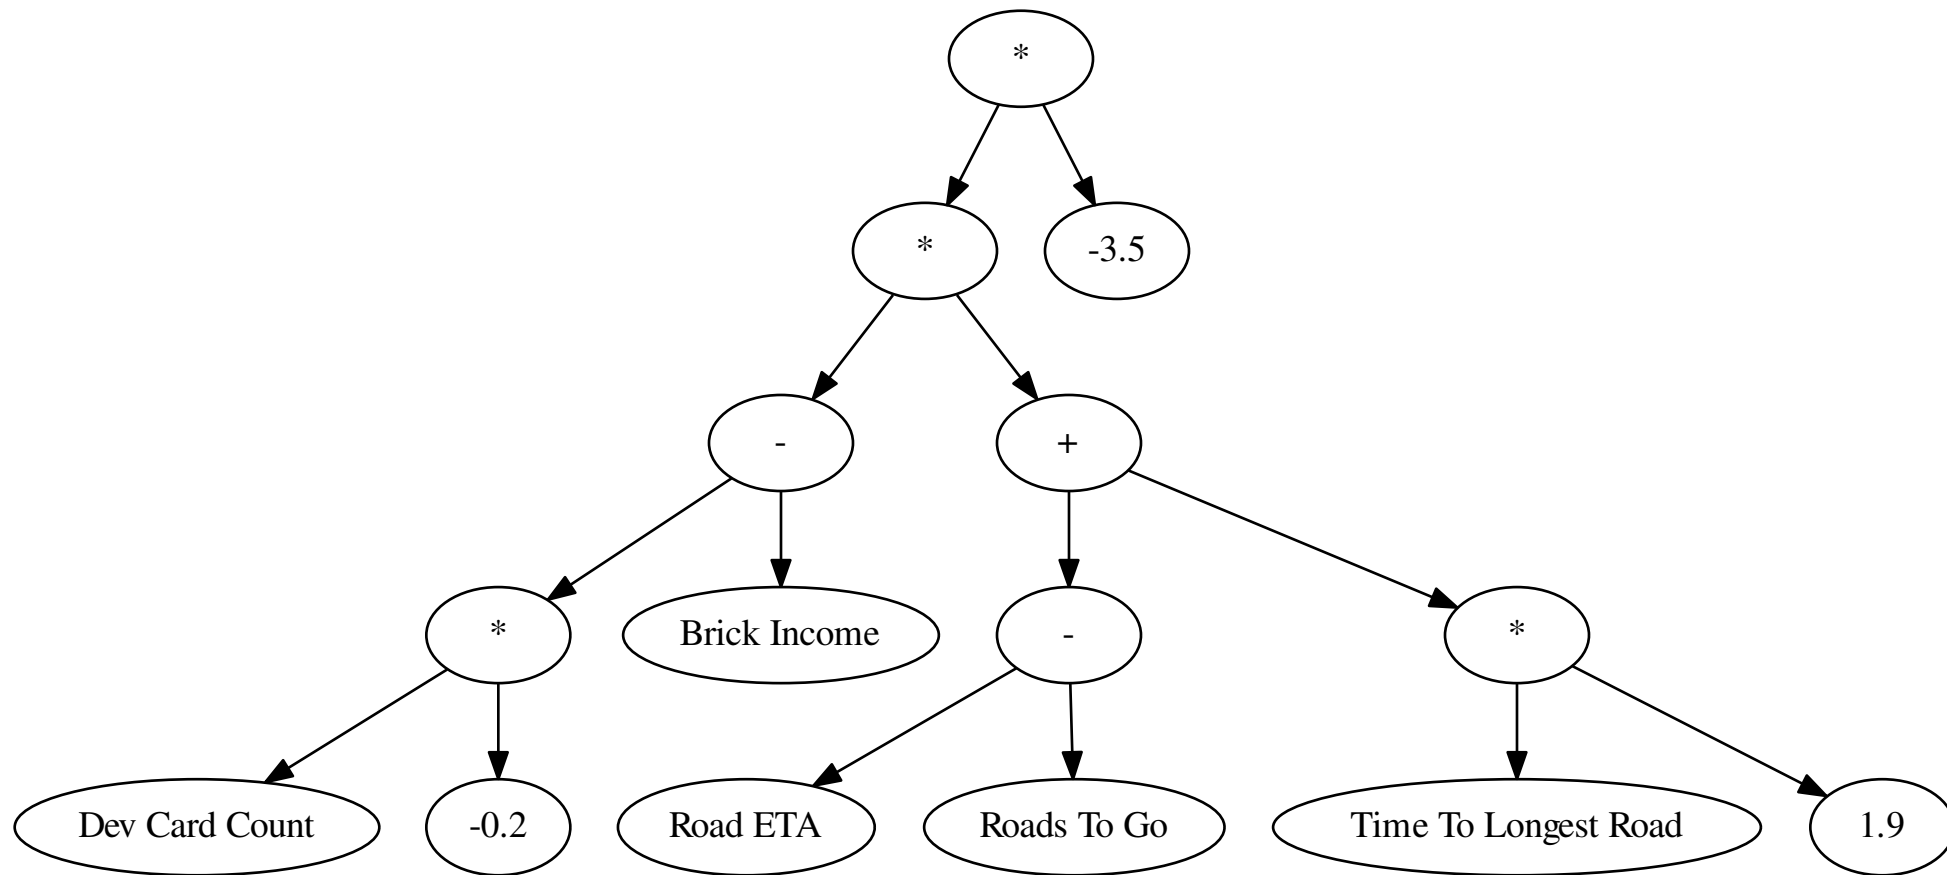 *
* -3.5
- +
* Brick Income - *
Dev Card Count -0.2 Road ETA Roads To Go Time To Longest Road 1.9